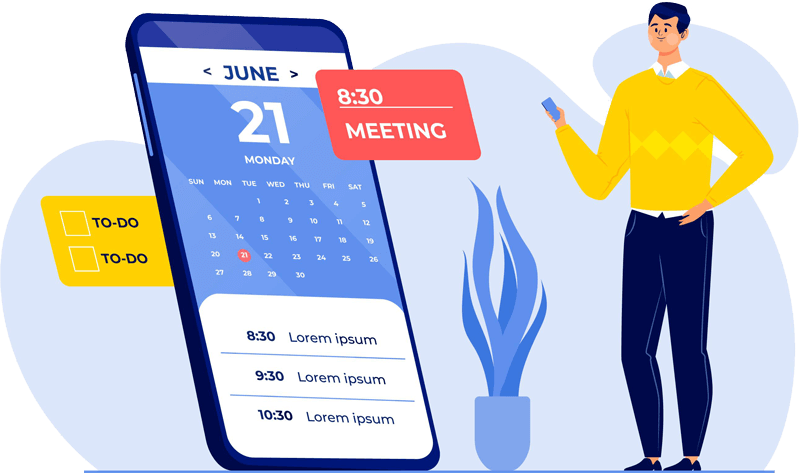 < JUNE >
21
MONDAY
SUN MON TUE WED THU FRI SAT
1 2 3 4 5
6 7 8 9 10 11 12
13 14 15 16 17 18 19
20 21 22 23 24 25 26
27 28 29 30
8:30
MEETING
TO-DO
TO-DO
8:30 Lorem ipsum
9:30 Lorem ipsum
10:30 Lorem ipsum